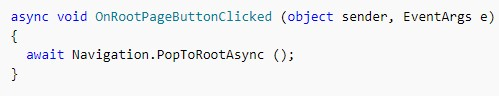 async void OnRootPageButtonClicked (object sender, EventArgs e)
{
  await Navigation.PopToRootAsync ();
}